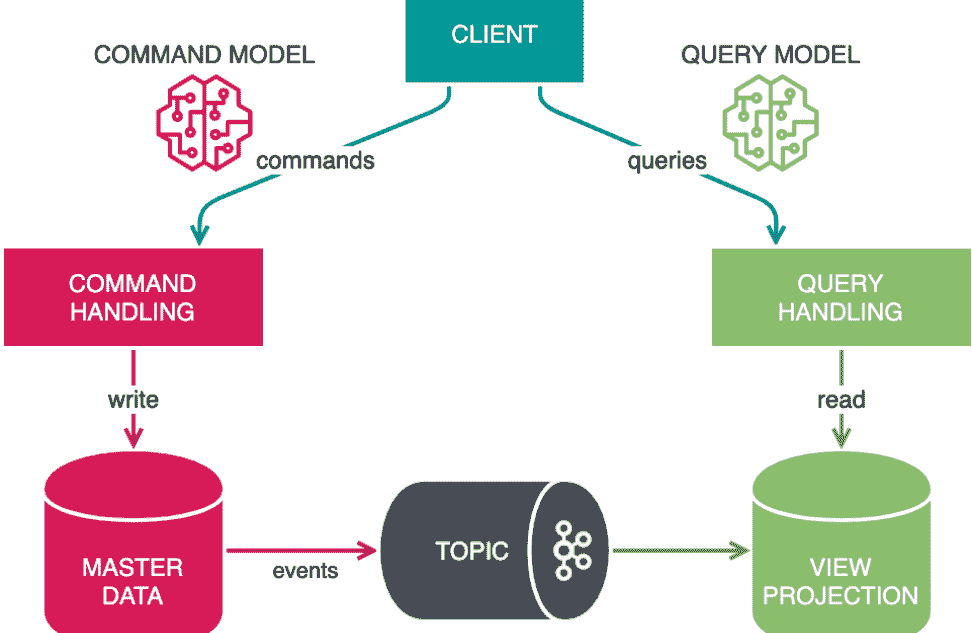 CLIENT
COMMAND MODEL
QUERY MODEL
commands
queries
COMMAND
HANDLING
QUERY
HANDLING
write
read
MASTER
DATA
events
TOPIC
VIEW
PROJECTION